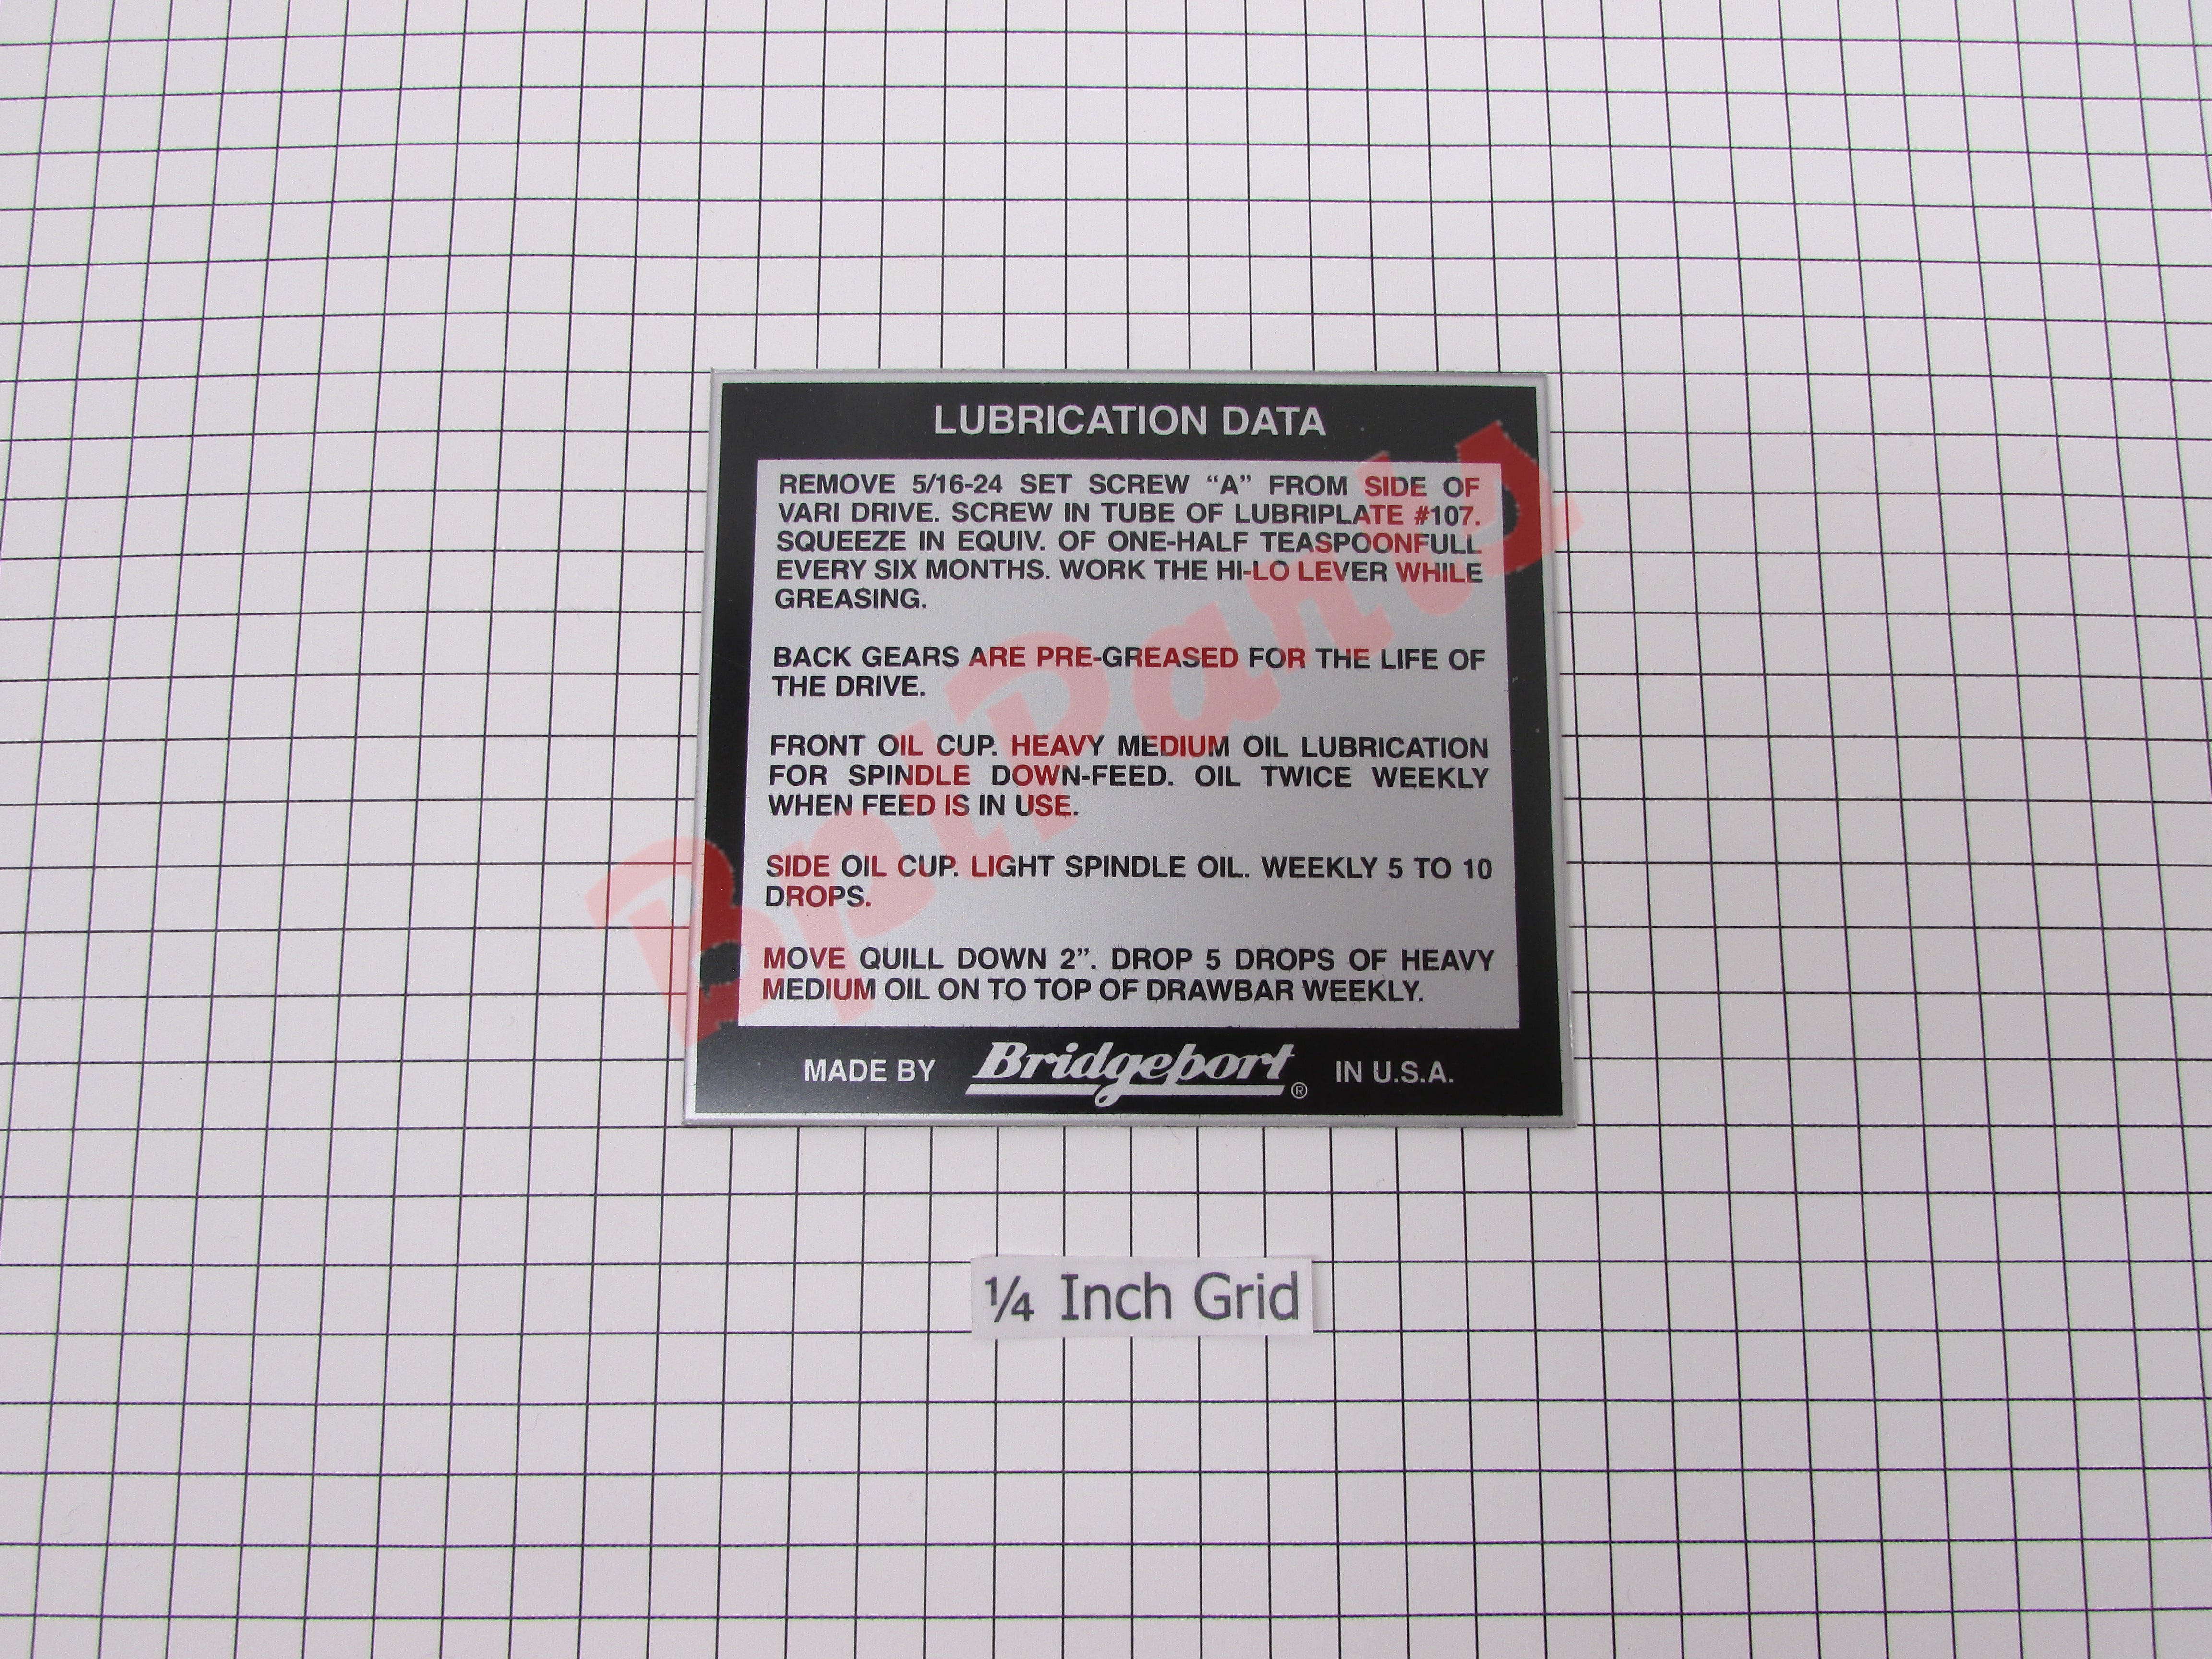 LUBRICATION DATA
REMOVE 5/16-24 SET SCREW “A” FROM SIDE OF
VARI DRIVE. SCREW IN TUBE OF LUBRIPLATE #107.
SQUEEZE IN EQUIV. OF ONE-HALF TEASPOONFULL
EVERY SIX MONTHS. WORK THE HI-LO LEVER WHILE
GREASING.
BACK GEARS ARE PRE-GREASED FOR THE LIFE OF
THE DRIVE.
FRONT OIL CUP. HEAVY MEDIUM OIL LUBRICATION
FOR SPINDLE DOWN-FEED. OIL TWICE WEEKLY
WHEN FEED IS IN USE.
SIDE OIL CUP. LIGHT SPINDLE OIL. WEEKLY 5 TO 10
DROPS.
MOVE QUILL DOWN 2”. DROP 5 DROPS OF HEAVY
MEDIUM OIL ON TO TOP OF DRAWBAR WEEKLY.
MADE BY Bridgeport ® IN U.S.A.
BptParts
¼ Inch Grid